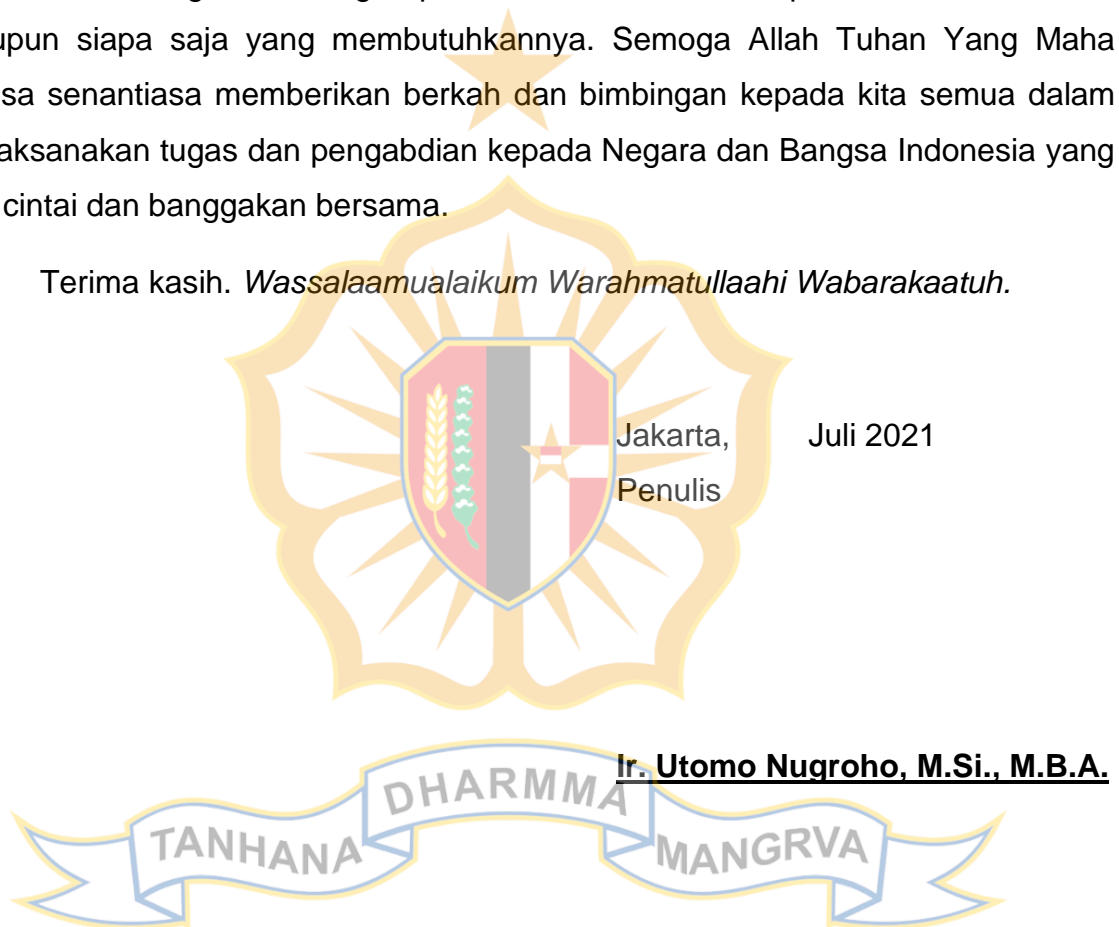 upun siapa saja yang membutuhkannya. Semoga Allah Tuhan Yang Maha
sa senantiasa memberikan berkah dan bimbingan kepada kita semua dalam
aksanakan tugas dan pengabdian kepada Negara dan Bangsa Indonesia yang
cintai dan banggakan bersama.
Terima kasih. Wassalaamualaikum Warahmatullaahi Wabarakaatuh.
Jakarta, Juli 2021
Penulis
Ir. Utomo Nugroho, M.Si., M.B.A.
TANHANA DHARMMA MANGRVA